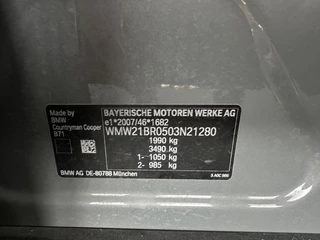 BAYERISCHE MOTOREN WERKE AG
Made by
BMW
Countryman Cooper
B71
e1*2007/46*1682
WMW21BR0503N21280
1990 kg
3490 kg
1- 1050 kg
2- 985 kg
BMW AG DE-80788 München